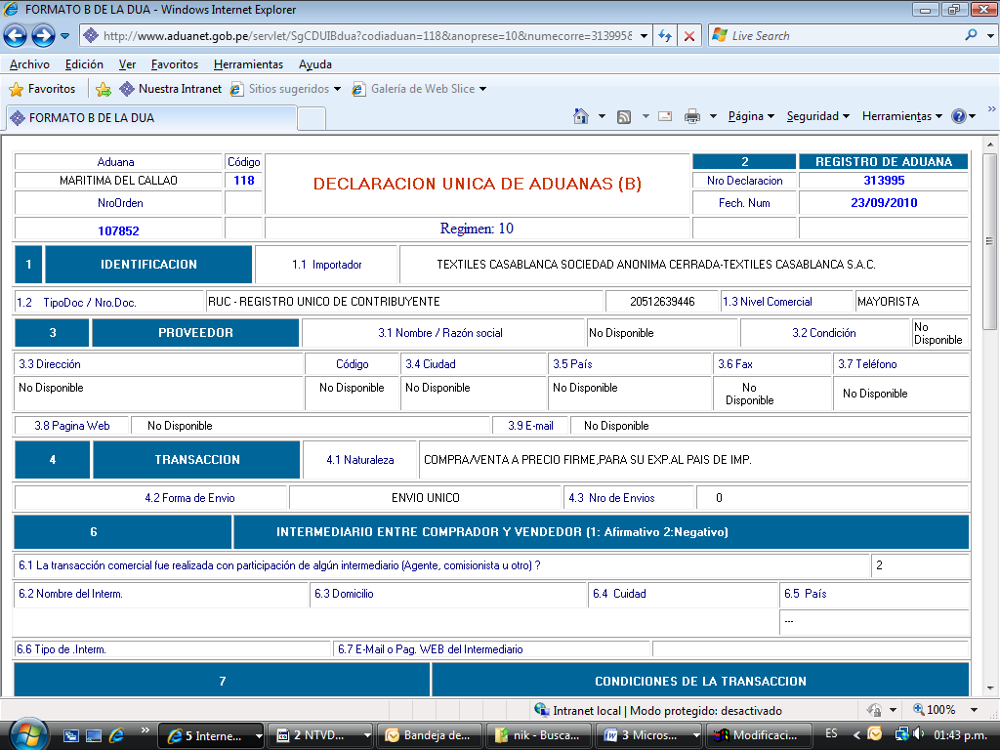 FORMATO B DE LA DUA - Windows Internet Explorer
http://www.aduanet.gob.pe/servlet/SgCDUIBdua?codiaduan=118&anoprese=10&numecorre=313995&
Live Search
Archivo Edición Ver Favoritos Herramientas Ayuda
Favoritos Nuestra Intranet Sitios sugeridos Galería de Web Slice
FORMATO B DE LA DUA Página Seguridad Herramientas
Aduana Código DECLARACION UNICA DE ADUANAS (B) 2 REGISTRO DE ADUANA
MARITIMA DEL CALLAO 118 Nro Declaracion 313995
NroOrden Fech. Num 23/09/2010
107852 Regimen: 10
1 IDENTIFICACION 1.1 Importador TEXTILES CASABLANCA SOCIEDAD ANONIMA CERRADA-TEXTILES CASABLANCA S.A.C.
1.2 TipoDoc / Nro.Doc. RUC - REGISTRO UNICO DE CONTRIBUYENTE 20512639446 1.3 Nivel Comercial MAYORISTA
3 PROVEEDOR 3.1 Nombre / Razón social No Disponible 3.2 Condición No Disponible
3.3 Dirección Código 3.4 Ciudad 3.5 País 3.6 Fax 3.7 Teléfono
No Disponible No Disponible No Disponible No Disponible No Disponible No Disponible
3.8 Pagina Web No Disponible 3.9 E-mail No Disponible
4 TRANSACCION 4.1 Naturaleza COMPRA/VENTA A PRECIO FIRME,PARA SU EXP.AL PAIS DE IMP.
4.2 Forma de Envio ENVIO UNICO 4.3 Nro de Envios 0
6 INTERMEDIARIO ENTRE COMPRADOR Y VENDEDOR (1: Afirmativo 2:Negativo)
6.1 La transacción comercial fue realizada con participación de algún intermediario (Agente, comisionista u otro) ? 2
6.2 Nombre del Interm. 6.3 Domicilio 6.4 Cuidad 6.5 País
---
6.6 Tipo de .Interm. 6.7 E-Mail o Pag. WEB del Intermediario
7 CONDICIONES DE LA TRANSACCION
Intranet local | Modo protegido: desactivado 100%
5 Interne... 2 NTVD... Bandeja de... nik - Busca... 3 Micros... Modificaci... ES 01:43 p.m.